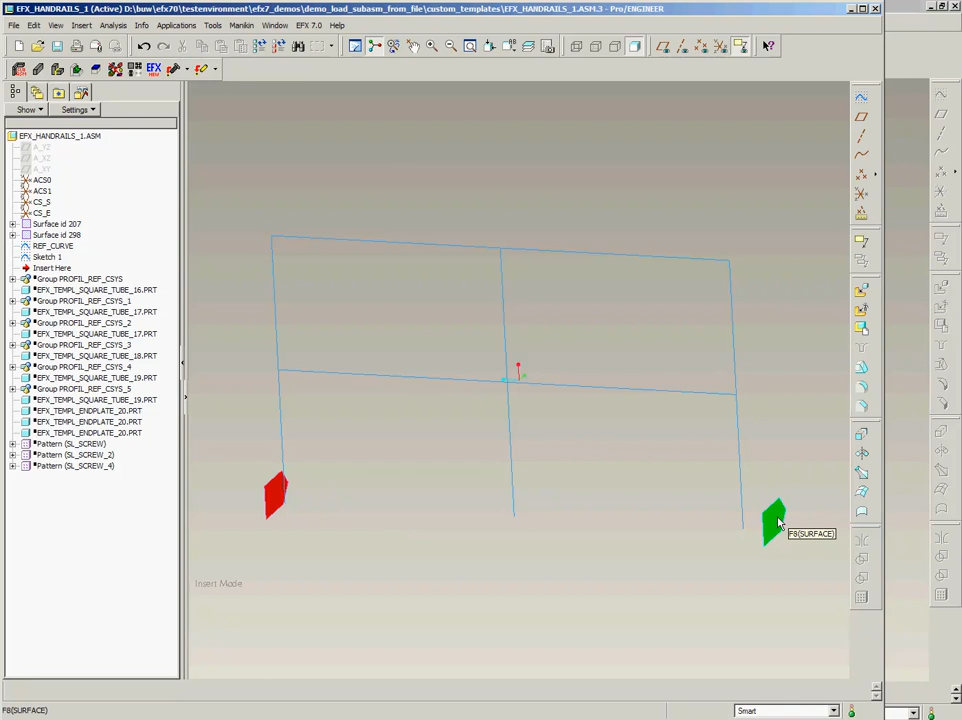 EFX_HANDRAILS_1 (Active) D:\buw\efx70\testenvironment\efx7_demos\demo_load_subasm_from_file\custom_templates\EFX_HANDRAILS_1.ASM.3 - Pro/ENGINEER
File Edit View Insert Analysis Info Applications Tools Manikin Window EFX 7.0 Help
EFX
Show Settings
EFX_HANDRAILS_1.ASM
A_YZ
A_XZ
A_XY
ACS0
ACS1
CS_S
CS_E
Surface id 207
Surface id 298
REF_CURVE
Sketch 1
Insert Here
Group PROFIL_REF_CSYS
EFX_TEMPL_SQUARE_TUBE_16.PRT
Group PROFIL_REF_CSYS_1
EFX_TEMPL_SQUARE_TUBE_17.PRT
Group PROFIL_REF_CSYS_2
EFX_TEMPL_SQUARE_TUBE_17.PRT
Group PROFIL_REF_CSYS_3
EFX_TEMPL_SQUARE_TUBE_18.PRT
Group PROFIL_REF_CSYS_4
EFX_TEMPL_SQUARE_TUBE_19.PRT
Group PROFIL_REF_CSYS_5
EFX_TEMPL_SQUARE_TUBE_19.PRT
EFX_TEMPL_ENDPLATE_20.PRT
EFX_TEMPL_ENDPLATE_20.PRT
EFX_TEMPL_ENDPLATE_20.PRT
Pattern (SL_SCREW)
Pattern (SL_SCREW_2)
Pattern (SL_SCREW_4)
F8(SURFACE)
Insert Mode
F8(SURFACE)
Smart